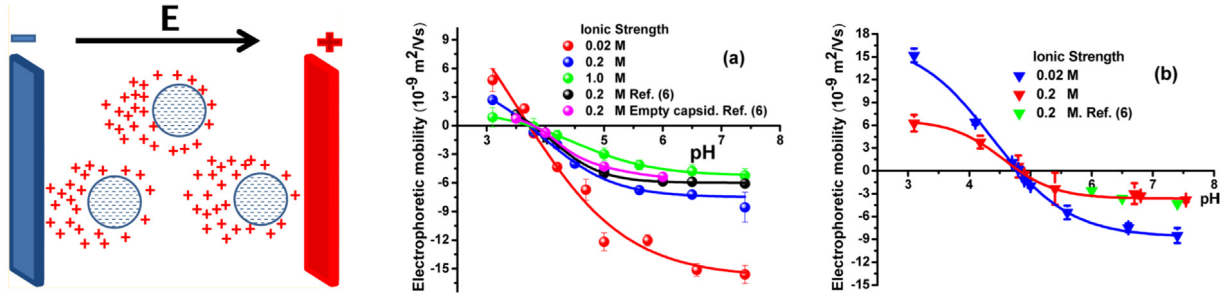 E
− +
(a)
Ionic Strength
0.02 M
0.2 M
1.0 M
0.2 M Ref. (6)
0.2 M Empty capsid. Ref. (6)
Electrophoretic mobility (10⁻⁹ m²/Vs)
9
6
3
0
-3
-6
-9
-12
-15
2 3 4 5 6 7 8
pH
(b)
Ionic Strength
0.02 M
0.2 M
0.2 M. Ref. (6)
Electrophoretic mobility (10⁻⁹ m²/Vs)
18
15
12
9
6
3
0
-3
-6
-9
-12
-15
3 4 5 6 7 8
pH